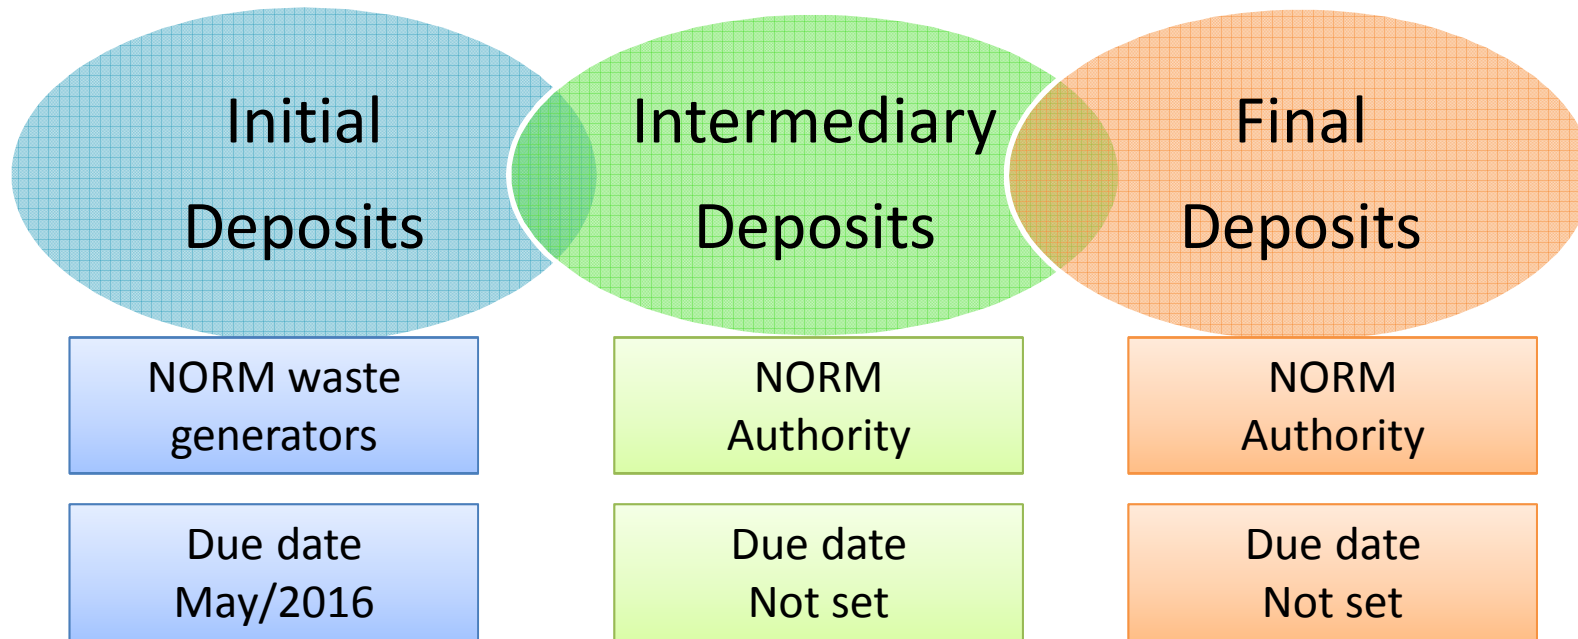 Initial
Deposits
Intermediary
Deposits
Final
Deposits
NORM waste
generators
NORM
Authority
NORM
Authority
Due date
May/2016
Due date
Not set
Due date
Not set